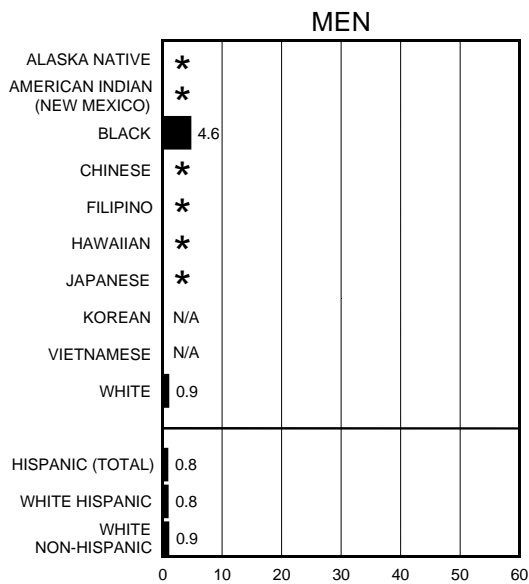 MEN
ALASKA NATIVE *
AMERICAN INDIAN
(NEW MEXICO) *
BLACK 4.6
CHINESE *
FILIPINO *
HAWAIIAN *
JAPANESE *
KOREAN N/A
VIETNAMESE N/A
WHITE 0.9
HISPANIC (TOTAL) 0.8
WHITE HISPANIC 0.8
WHITE
NON-HISPANIC 0.9
0 10 20 30 40 50 60